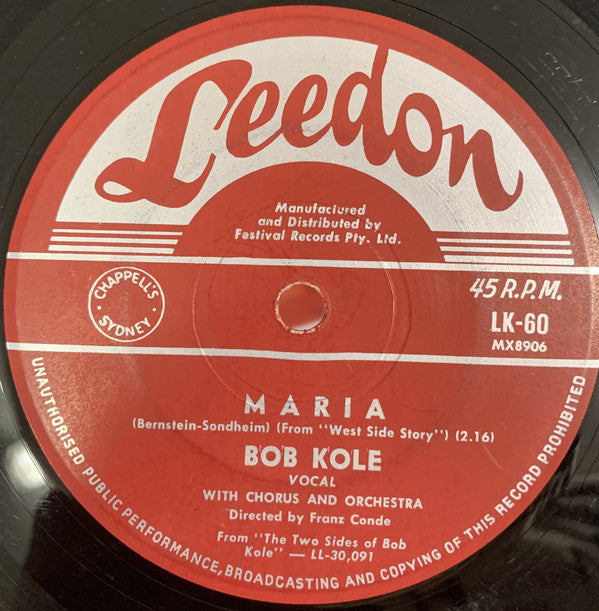 Leedon
Manufactured
and Distributed by
Festival Records Pty. Ltd.
CHAPPELL'S
SYDNEY
45 R.P.M.
LK-60
MX8906
MARIA
(Bernstein-Sondheim) (From "West Side Story") (2.16)
BOB KOLE
VOCAL
WITH CHORUS AND ORCHESTRA
Directed by Franz Conde
From "The Two Sides of Bob
Kole" — LL-30,091
UNAUTHORISED PUBLIC PERFORMANCE, BROADCASTING AND COPYING OF THIS RECORD PROHIBITED